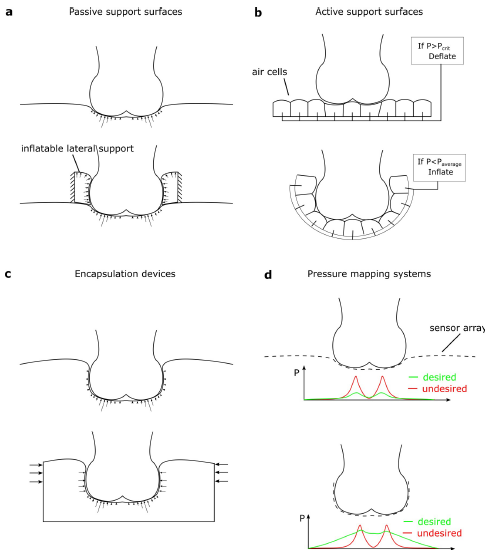 a
Passive support surfaces
inflatable lateral support
b
Active support surfaces
If P>Pcrit
Deflate
air cells
If P<Paverage
Inflate
c
Encapsulation devices
d
Pressure mapping systems
sensor array
P
desired
undesired
P
desired
undesired